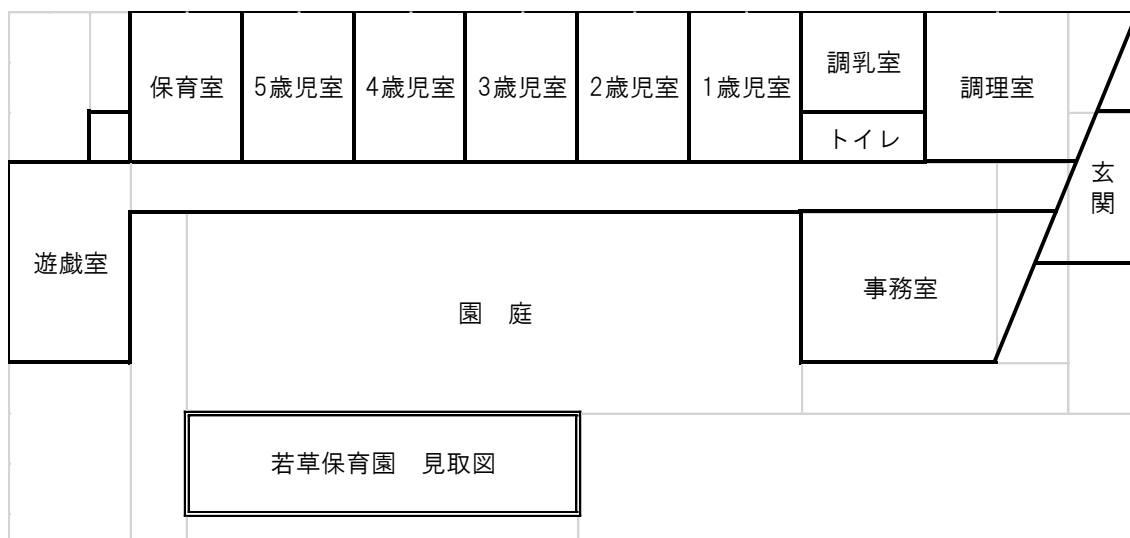 保育室
5歳児室
4歳児室
3歳児室
2歳児室
1歳児室
調乳室
トイレ
調理室
玄関
遊戯室
園　庭
事務室
若草保育園　見取図